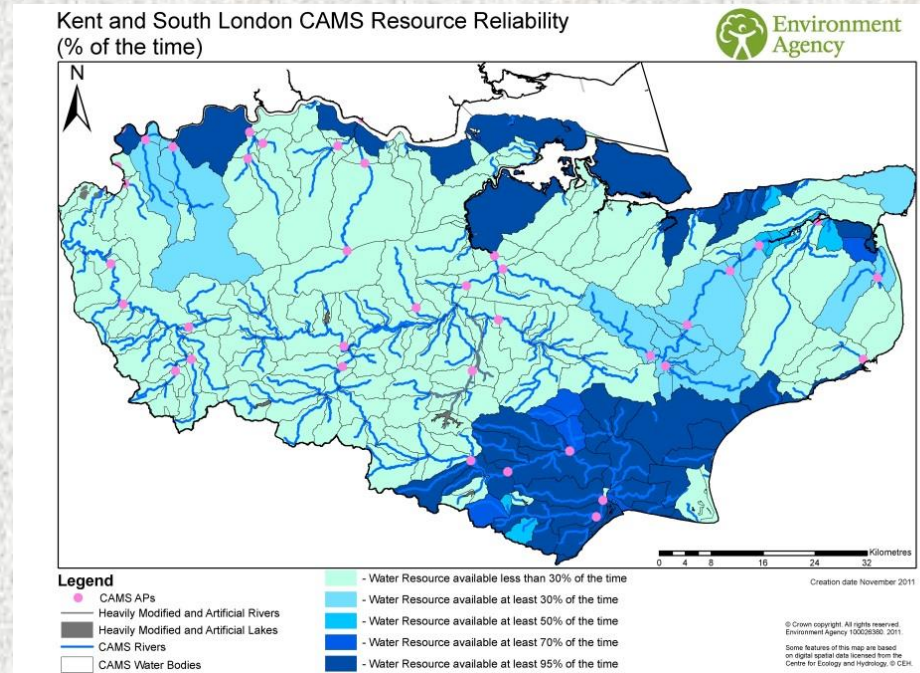 Kent and South London CAMS Resource Reliability
(% of the time)
Environment
Agency
N
Kilometres
0 4 8 16 24 32
Legend
CAMS APs
Heavily Modified and Artificial Rivers
Heavily Modified and Artificial Lakes
CAMS Rivers
CAMS Water Bodies
- Water Resource available less than 30% of the time
- Water Resource available at least 30% of the time
- Water Resource available at least 50% of the time
- Water Resource available at least 70% of the time
- Water Resource available at least 95% of the time
Creation date November 2011
© Crown copyright. All rights reserved.
Environment Agency 100026380. 2011.
Some features of this map are based
on digital spatial data licensed from the
Centre for Ecology and Hydrology, © CEH.